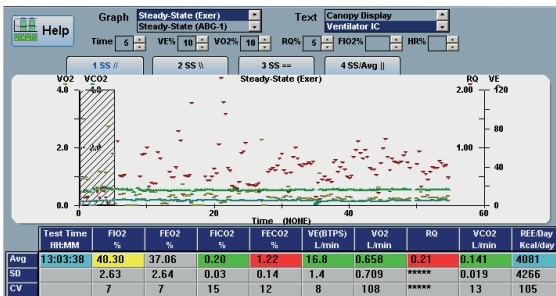 Help
Graph Steady-State (Exer) Text Canopy Display
Steady-State (ABG-1) Ventilator IC
Time 5 VE% 10 VO2% 10 RQ% 5 FIO2% HR%
1 SS // 2 SS \\ 3 SS == 4 SS/Avg ||
VO2 VCO2 Steady-State (Exer) RQ VE
4.0 4.0 2.00 120
80
2.0 2.0 1.00
40
0.0 0
0 20 40 60
Time (NONE)
Test Time FIO2 FEO2 FICO2 FECO2 VE(BTPS) VO2 RQ VCO2 REE/Day
HH:MM % % % % L/min L/min L/min Kcal/day
Avg 13:03:38 40.30 37.06 0.20 1.22 16.8 0.658 0.21 0.141 4081
SD 2.63 2.64 0.03 0.14 1.4 0.709 ***** 0.019 4266
CV 7 7 15 12 8 108 ***** 13 105